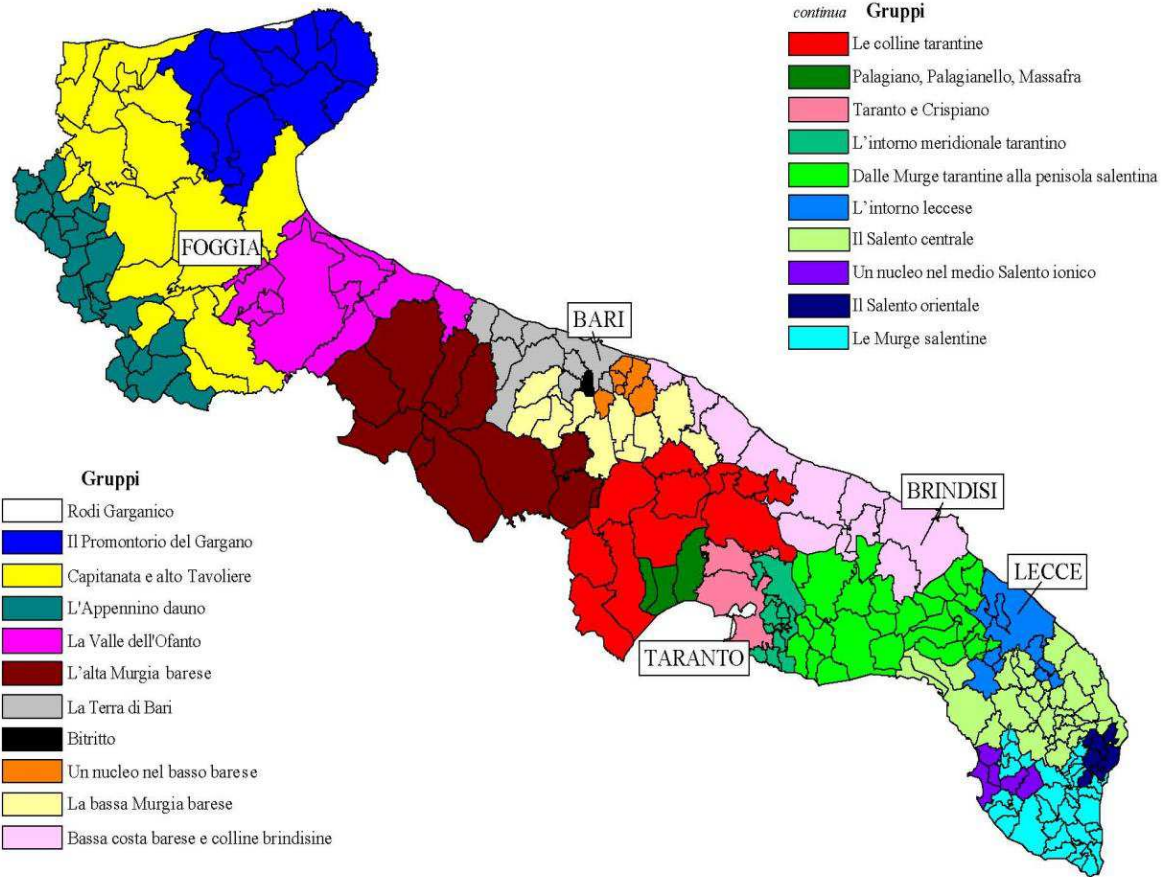 continua Gruppi
Le colline tarantine
Palagiano, Palagianello, Massafra
Taranto e Crispiano
L'intorno meridionale tarantino
Dalle Murge tarantine alla penisola salentina
L'intorno leccese
Il Salento centrale
Un nucleo nel medio Salento ionico
Il Salento orientale
Le Murge salentine
FOGGIA
BARI
BRINDISI
LECCE
TARANTO
Gruppi
Rodi Garganico
Il Promontorio del Gargano
Capitanata e alto Tavoliere
L'Appennino dauno
La Valle dell'Ofanto
L'alta Murgia barese
La Terra di Bari
Bitritto
Un nucleo nel basso barese
La bassa Murgia barese
Bassa costa barese e colline brindisine